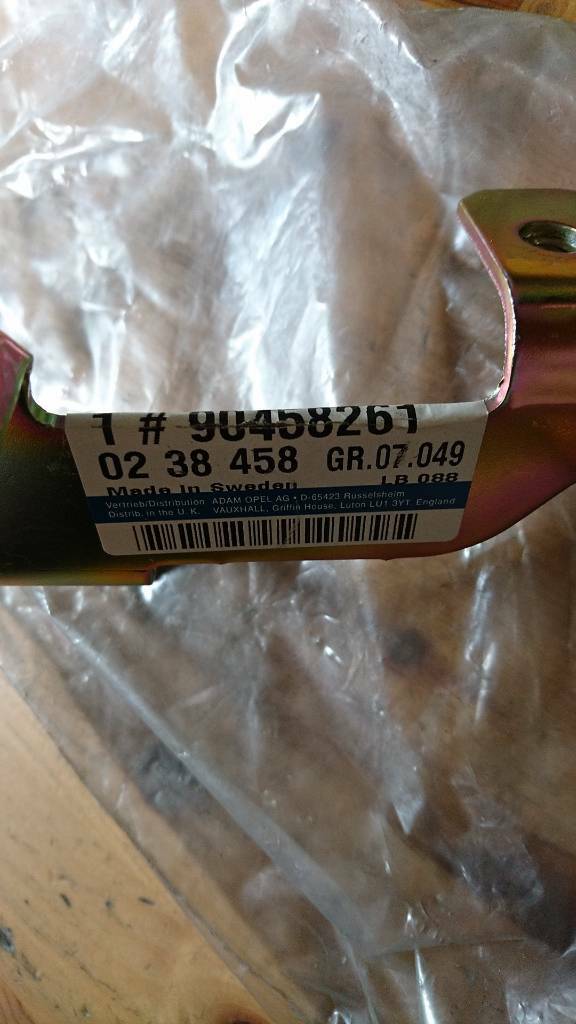 1 # 90458261
02 38 458 GR.07.049
Made In Sweden LB 088
Vertrieb/Distribution ADAM OPEL AG • D-65423 Russelsheim
Distrib. in the U.K. VAUXHALL, Griffin House, Luton LU1 3YT England